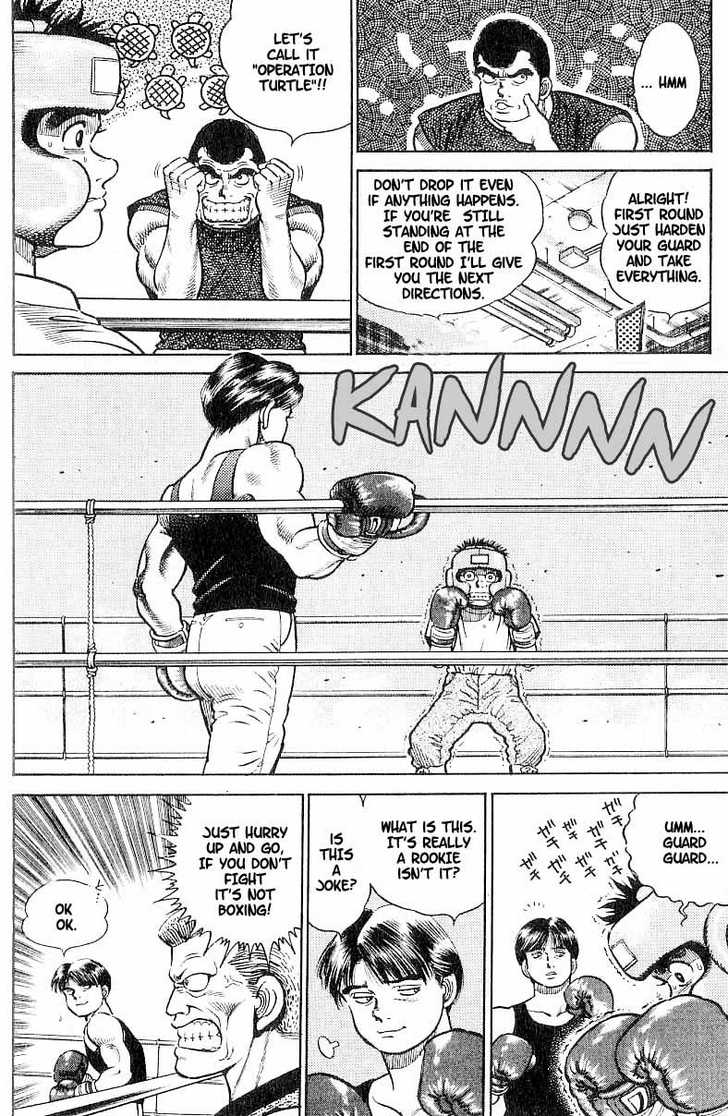 ... HMM
LET'S
CALL IT
"OPERATION
TURTLE"!!
ALRIGHT!
FIRST ROUND
JUST HARDEN
YOUR GUARD
AND TAKE
EVERYTHING.
DON'T DROP IT EVEN
IF ANYTHING HAPPENS.
IF YOU'RE STILL
STANDING AT THE
END OF THE
FIRST ROUND I'LL GIVE
YOU THE NEXT
DIRECTIONS.
KANNNN
D
UMM...
GUARD
GUARD...
ガチ
ガチ
ガチ
ガチ
WHAT IS THIS.
IT'S REALLY
A ROOKIE
ISN'T IT?
IS
THIS
A
JOKE?
JUST HURRY
UP AND GO,
IF YOU DON'T
FIGHT
IT'S NOT
BOXING!
OK
OK.